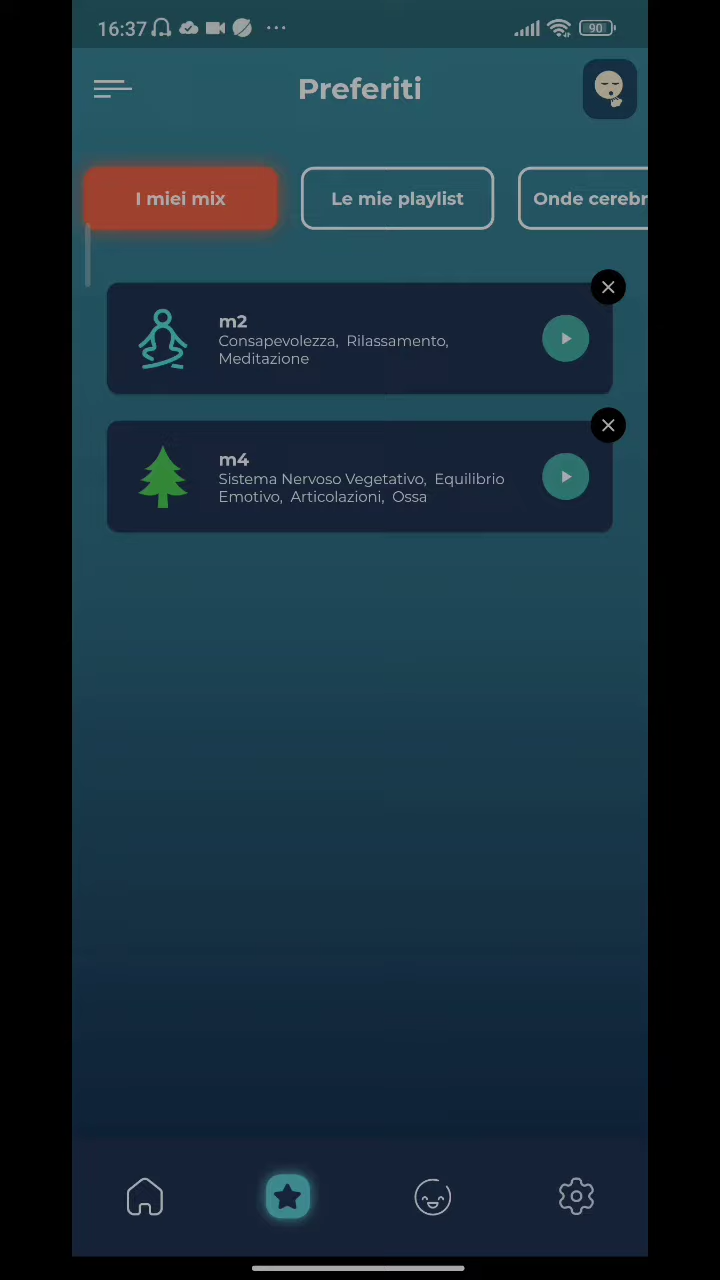 16:37
90
Preferiti
I miei mix
Le mie playlist
Onde cerebr
m2
Consapevolezza, Rilassamento,
Meditazione
m4
Sistema Nervoso Vegetativo, Equilibrio
Emotivo, Articolazioni, Ossa